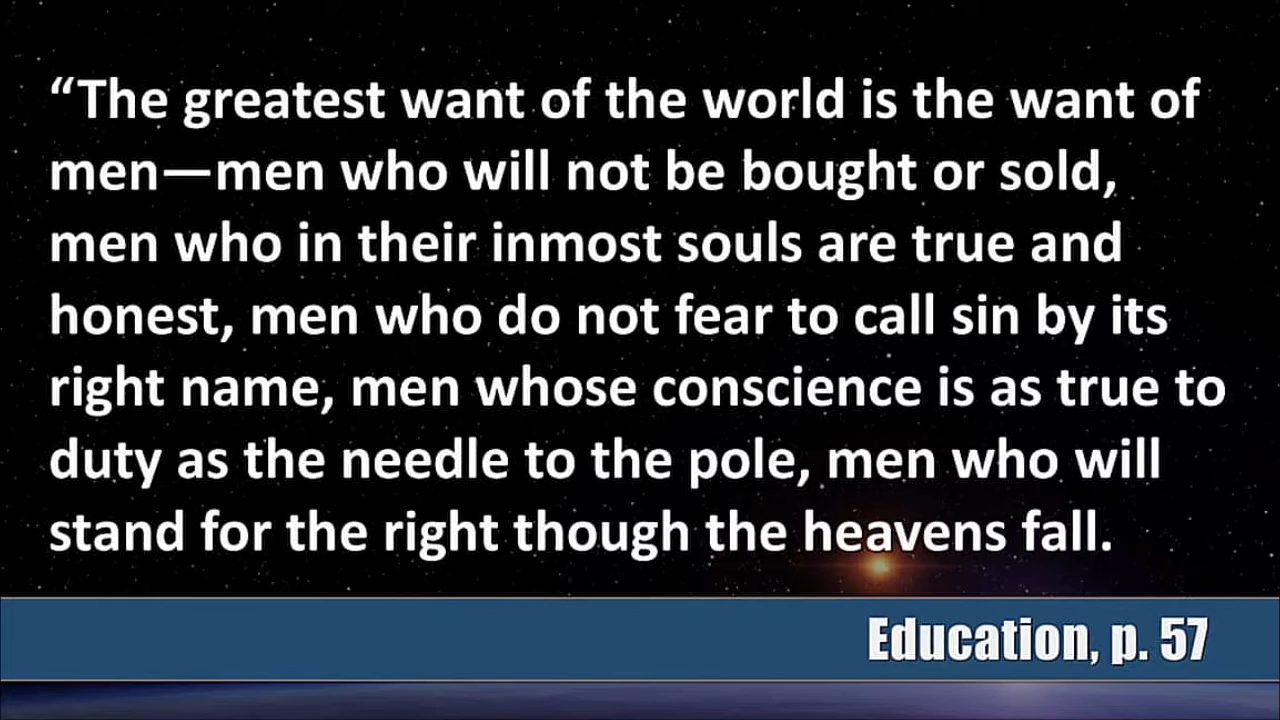 “The greatest want of the world is the want of
men—men who will not be bought or sold,
men who in their inmost souls are true and
honest, men who do not fear to call sin by its
right name, men whose conscience is as true to
duty as the needle to the pole, men who will
stand for the right though the heavens fall.
Education, p. 57